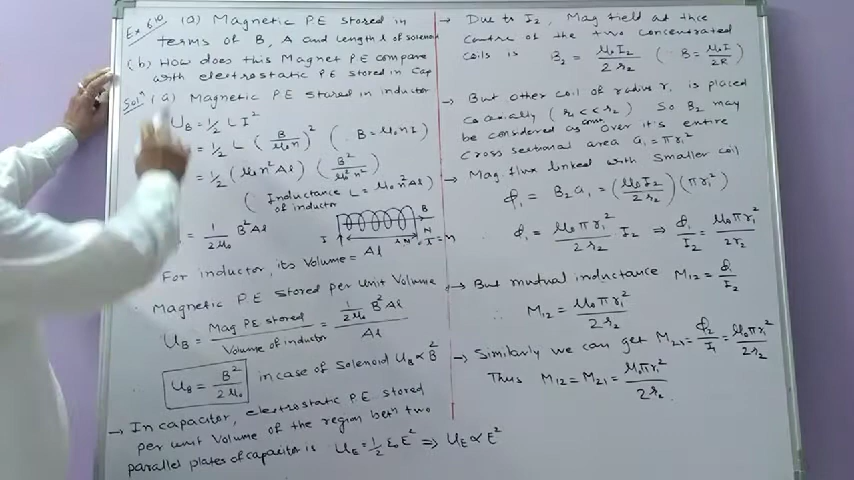 Ex 6.10 (a) Magnetic PE stored in
terms of B, A and length l of solenoid
(b) How does this Magnet PE compare
with electrostatic PE stored in Cap
Solⁿ (a) Magnetic PE stored in inductor
U_B = 1/2 L I²
= 1/2 L (B/μ₀n)² (∵ B = μ₀nI)
= 1/2 (μ₀n²Al) (B²/μ₀²n²)
(Inductance L = μ₀n²Al)
of inductor
= 1/2μ₀ B²Al
I B
For inductor, its Volume = Al
Magnetic PE stored per unit Volume
U_B = Mag PE stored / Volume of inductor = 1/2μ₀ B²Al / Al
U_B = B²/2μ₀ in case of Solenoid U_B ∝ B²
→ In capacitor, electrostatic PE stored
per unit Volume of the region betⁿ two
parallel plates of capacitor is U_E = 1/2 ε₀E² ⇒ U_E ∝ E²
→ Due to I₂, Mag field at the
Centre of the two concentrated
coils is B₂ = μ₀I₂/2r₂ (∵ B = μ₀I/2R)
→ But other coil of radius r₁ is placed
coaxially (r₁ << r₂) So B₂ may
be considered as const over it's entire
cross sectional area a₁ = πr₁²
→ Mag flux linked with Smaller coil
φ₁ = B₂a₁ = (μ₀I₂/2r₂)(πr₁²)
∴ φ₁ = μ₀πr₁²/2r₂ I₂ ⇒ φ₁/I₂ = μ₀πr₁²/2r₂
→ But mutual inductance M₁₂ = φ₁/I₂
∴ M₁₂ = μ₀πr₁²/2r₂
→ Similarly we can get M₂₁ = φ₂/I₁ = μ₀πr₁²/2r₂
Thus M₁₂ = M₂₁ = μ₀πr₁²/2r₂.